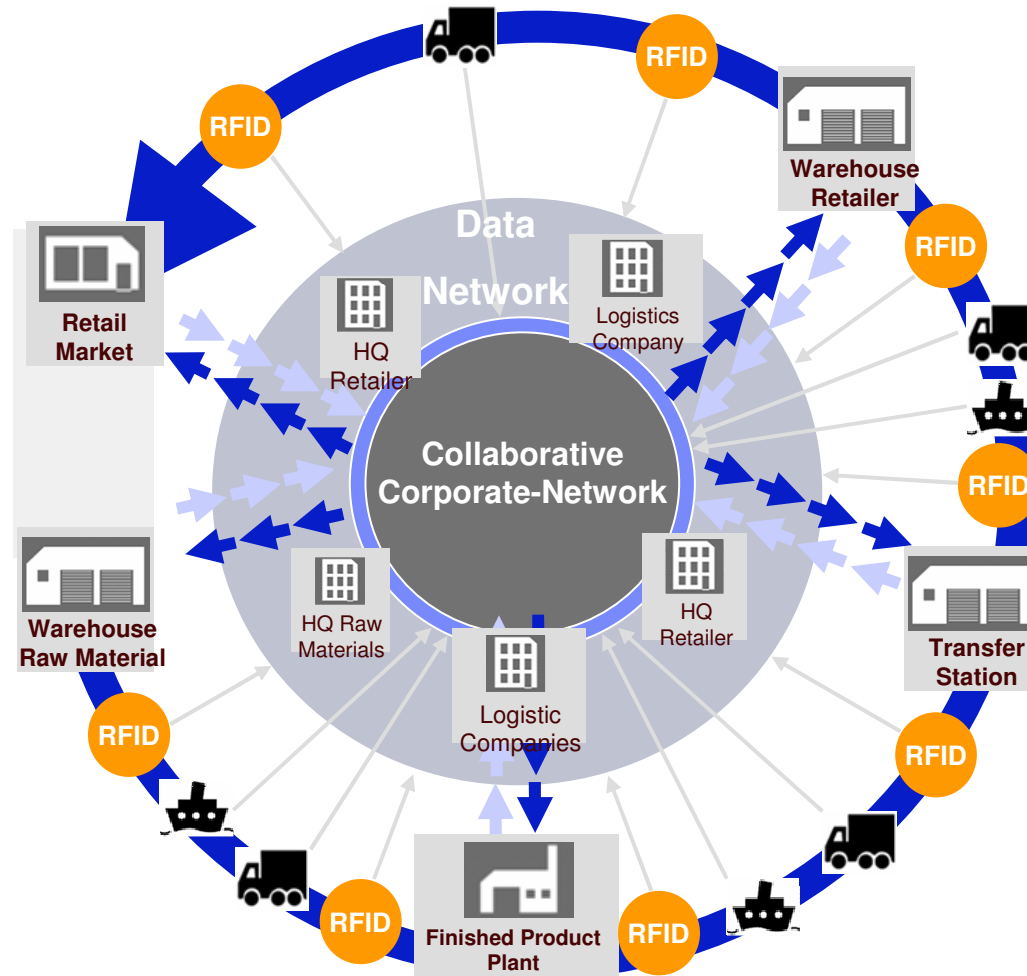 RFID
RFID
Warehouse
Retailer
Data
Network
RFID
Retail
Market
HQ
Retailer
Logistics
Company
Collaborative
Corporate-Network
RFID
Warehouse
Raw Material
HQ Raw
Materials
HQ
Retailer
Transfer
Station
Logistic
Companies
RFID
RFID
RFID
RFID
Finished Product
Plant